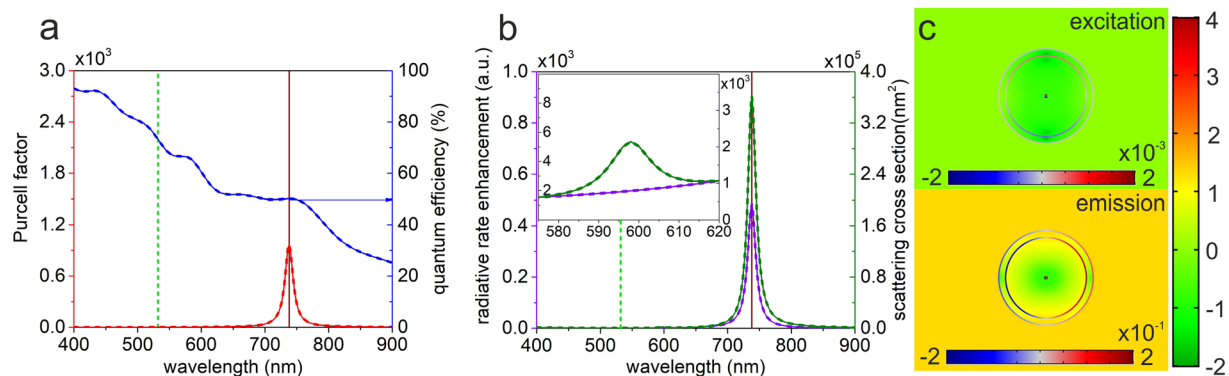 a
×10³
3.0
2.4
1.8
1.2
0.6
0.0
Purcell factor
400 500 600 700 800 900
wavelength (nm)
100
80
60
40
20
0
quantum efficiency (%)
b
×10³
1.0
0.8
0.6
0.4
0.2
0.0
radiative rate enhancement (a.u.)
×10³
8
6
4
2
3
2
1
0
580 590 600 610 620
400 500 600 700 800 900
wavelength (nm)
×10⁵
4.0
3.2
2.4
1.6
0.8
0.0
scattering cross section(nm²)
c
excitation
x10⁻³
-2 2
emission
x10⁻¹
-2 2
4
3
2
1
0
-1
-2